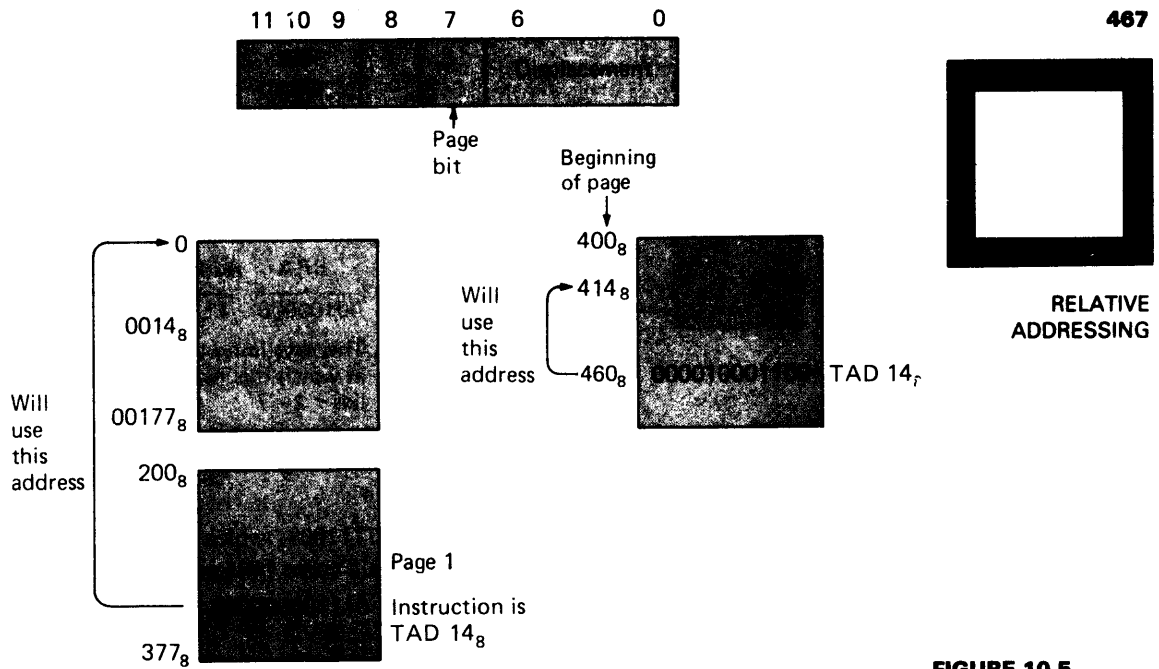 11 10 9 8 7 6 0
467
Displacement
Page
bit
Beginning
of page
0
0014₈
00177₈
200₈
377₈
Will
use
this
address
Page 1
Instruction is
TAD 14₈
400₈
414₈
460₈
Will
use
this
address
TAD 14
RELATIVE
ADDRESSING
FIGURE 10.5